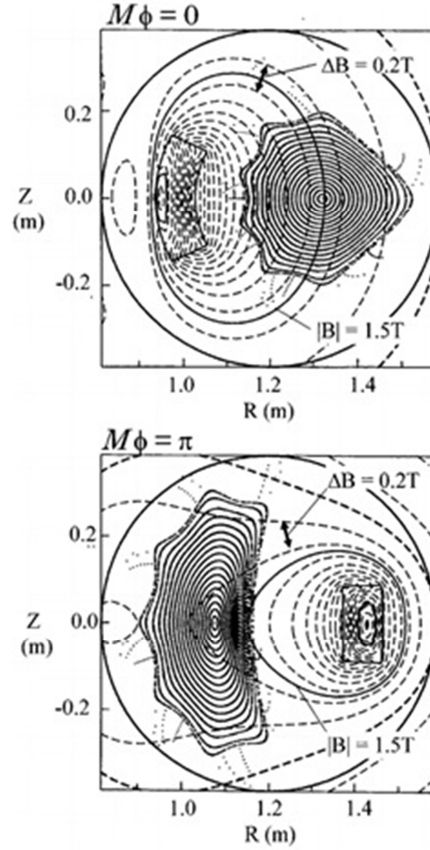 Mϕ = 0
ΔB = 0.2T
0.2
Z
(m)
0.0
-0.2
|B| = 1.5T
1.0
1.2
1.4
R (m)
Mϕ = π
ΔB = 0.2T
0.2
Z
(m)
0.0
-0.2
|B| = 1.5T
1.0
1.2
1.4
R (m)